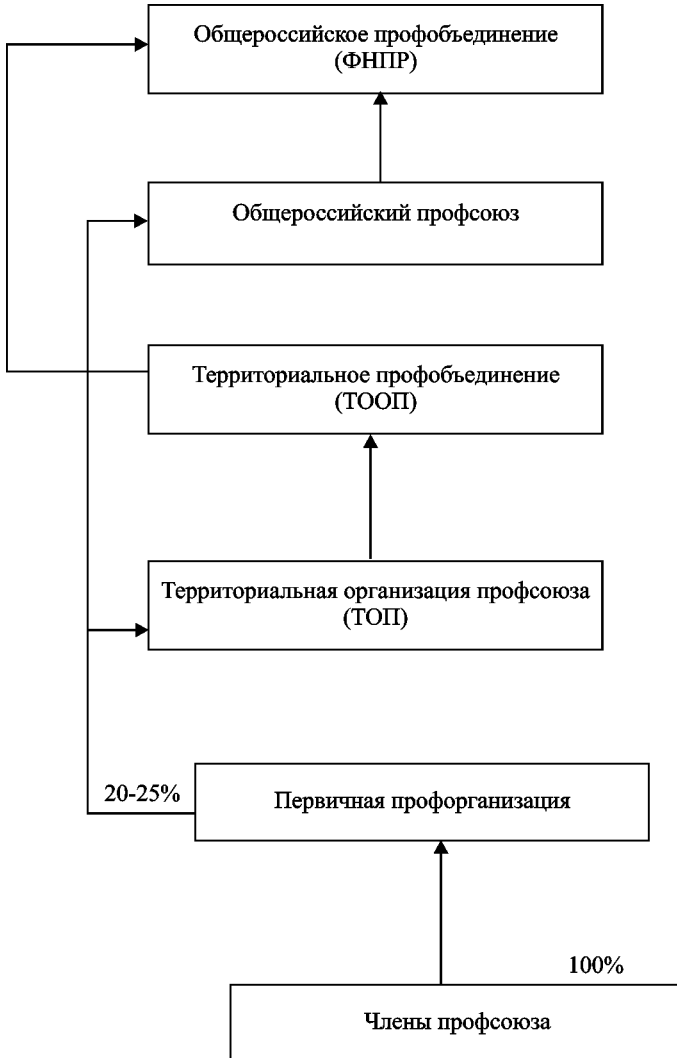 Общероссийское профобъединение
(ФНПР)
Общероссийский профсоюз
Территориальное профобъединение
(ТООП)
Территориальная организация профсоюза
(ТОП)
20-25%
Первичная профорганизация
100%
Члены профсоюза